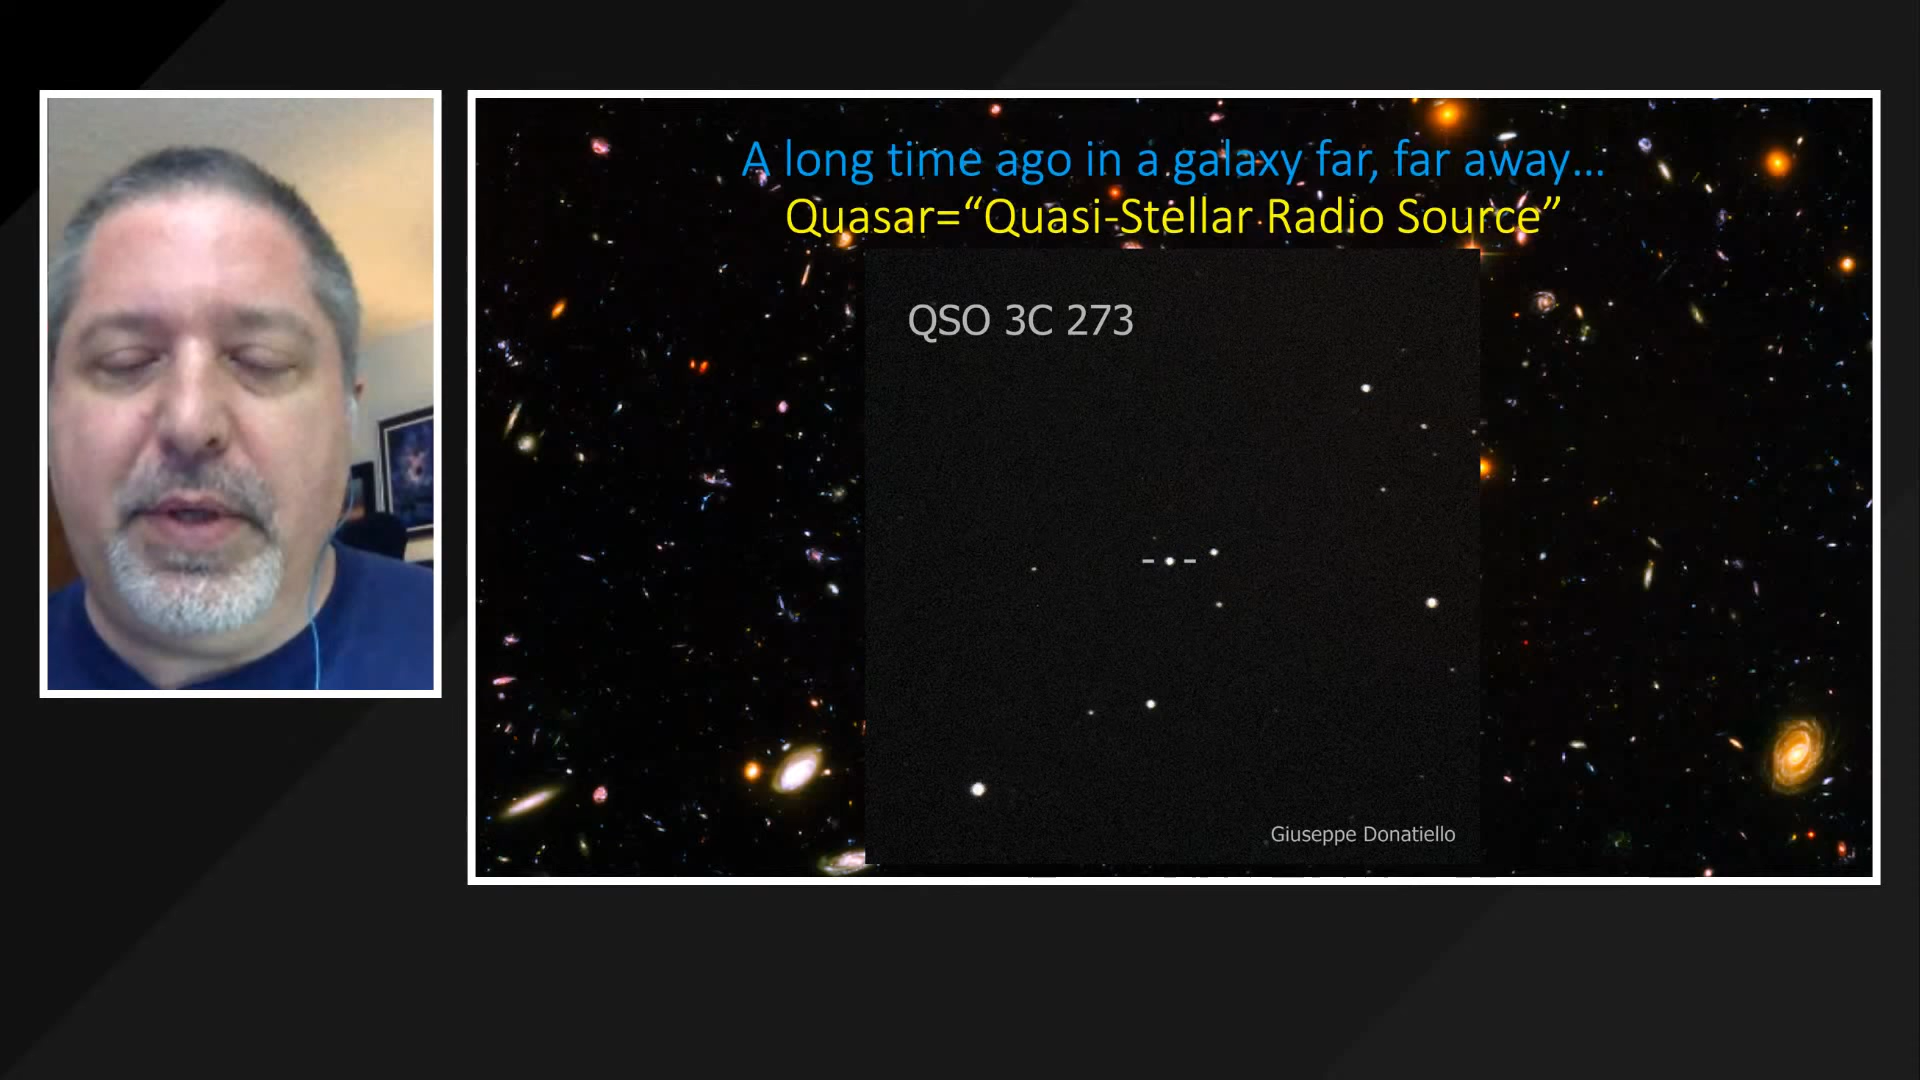 A long time ago in a galaxy far, far away...
Quasar=“Quasi-Stellar Radio Source”
QSO 3C 273
Giuseppe Donatiello